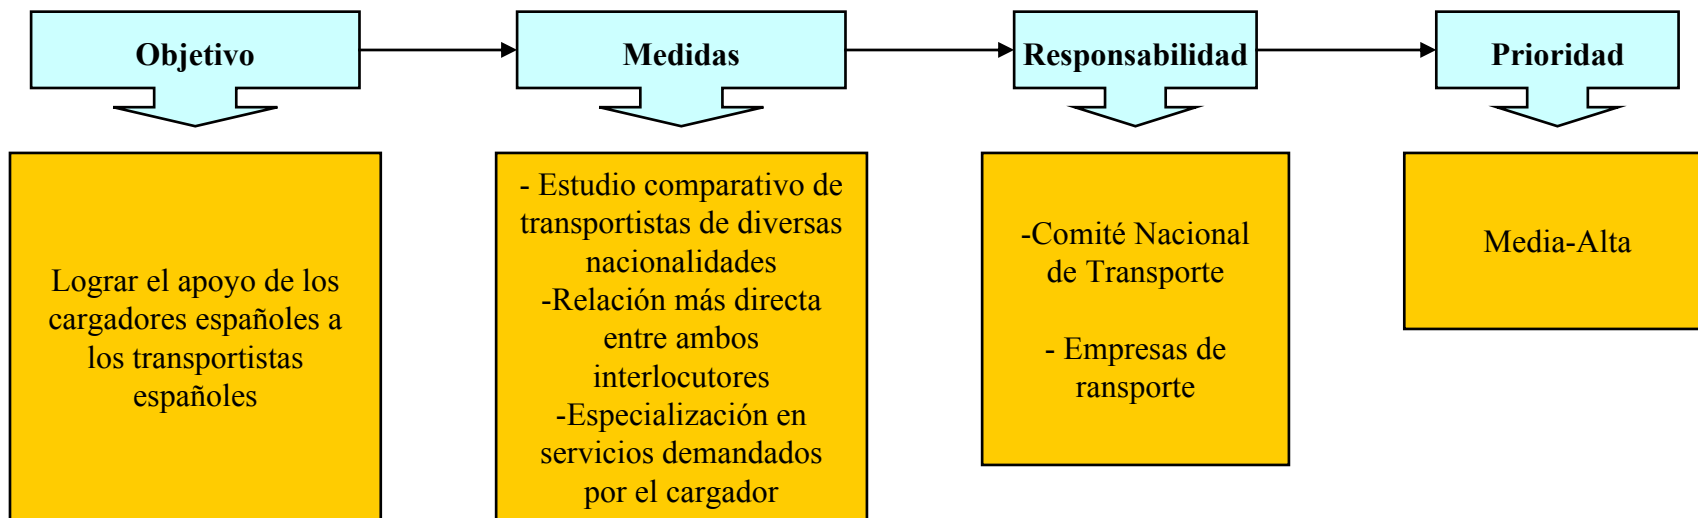 Objetivo
Medidas
Responsabilidad
Prioridad
Lograr el apoyo de los
cargadores españoles a
los transportistas
españoles
- Estudio comparativo de
transportistas de diversas
nacionalidades
-Relación más directa
entre ambos
interlocutores
-Especialización en
servicios demandados
por el cargador
-Comité Nacional
de Transporte
- Empresas de
ransporte
Media-Alta